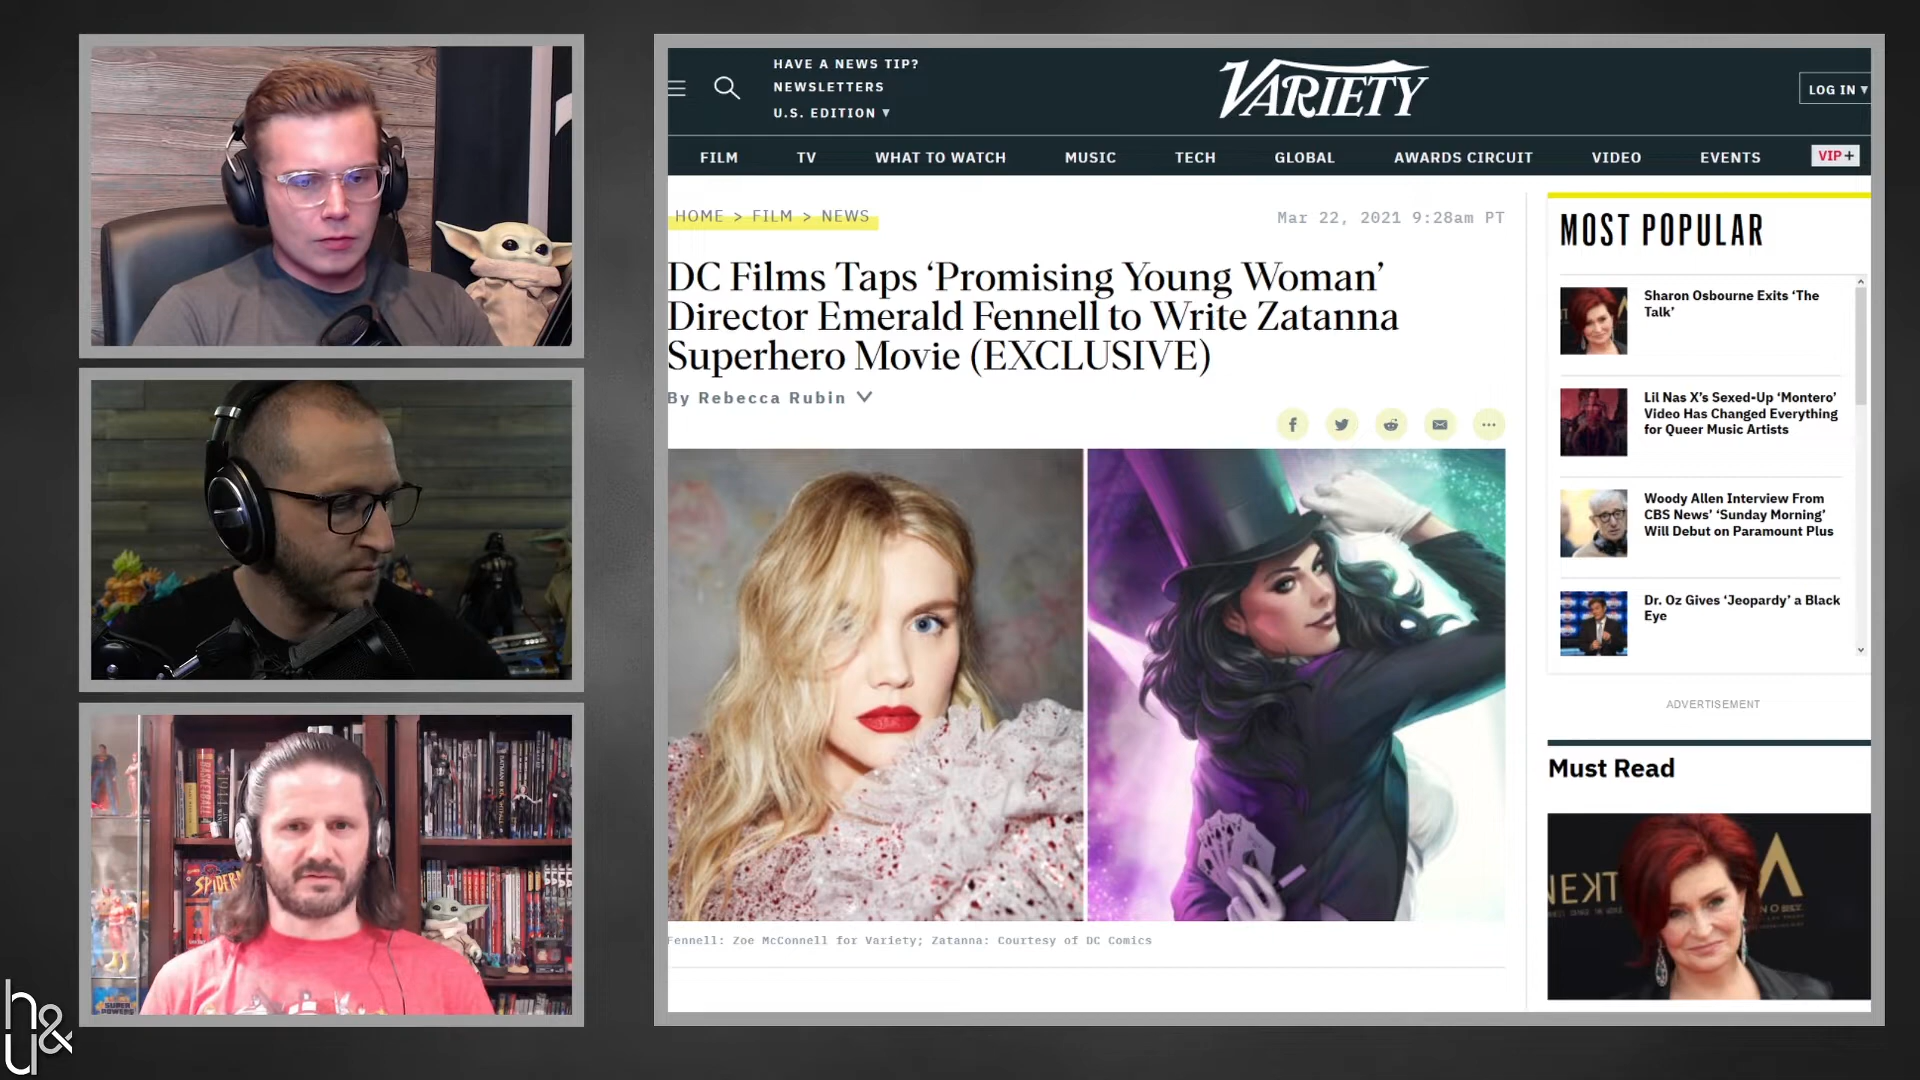 HAVE A NEWS TIP?
NEWSLETTERS
U.S. EDITION ▼
VARIETY
LOG IN ▼
FILM TV WHAT TO WATCH MUSIC TECH GLOBAL AWARDS CIRCUIT VIDEO EVENTS VIP+
HOME > FILM > NEWS
Mar 22, 2021 9:28am PT
DC Films Taps ‘Promising Young Woman’
Director Emerald Fennell to Write Zatanna
Superhero Movie (EXCLUSIVE)
By Rebecca Rubin
Fennell: Zoe McConnell for Variety; Zatanna: Courtesy of DC Comics
MOST POPULAR
Sharon Osbourne Exits ‘The
Talk’
Lil Nas X’s Sexed-Up ‘Montero’
Video Has Changed Everything
for Queer Music Artists
Woody Allen Interview From
CBS News’ ‘Sunday Morning’
Will Debut on Paramount Plus
Dr. Oz Gives ‘Jeopardy’ a Black
Eye
ADVERTISEMENT
Must Read
NEXT
BASKETBALL
SPIDER-
SUPER
POWERS
h&u